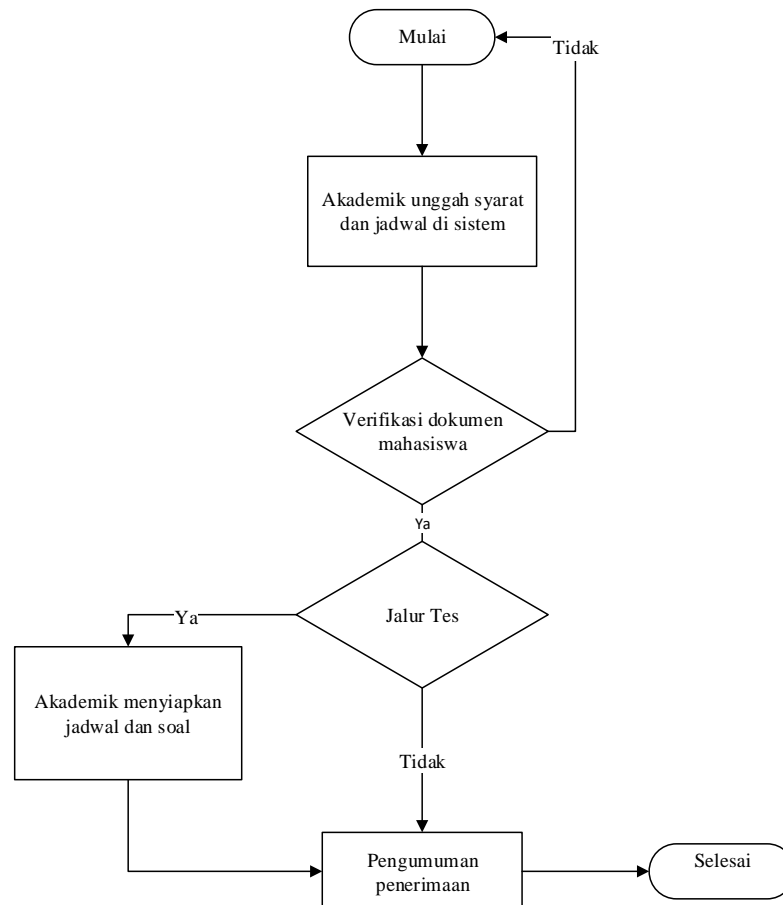 Mulai
Tidak
Akademik unggah syarat
dan jadwal di sistem
Verifikasi dokumen
mahasiswa
Ya
Jalur Tes
Ya
Akademik menyiapkan
jadwal dan soal
Tidak
Pengumuman
penerimaan
Selesai